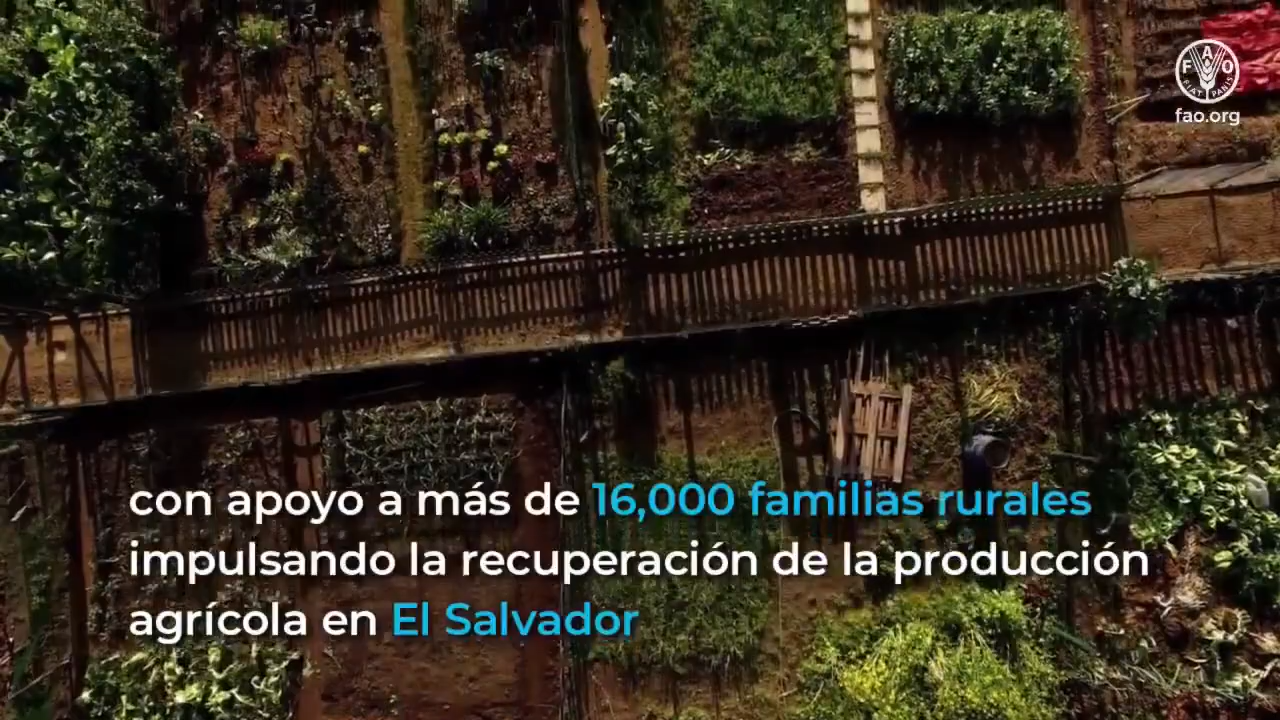 FAO
FIAT PANIS
fao.org
con apoyo a más de 16,000 familias rurales
impulsando la recuperación de la producción
agrícola en El Salvador